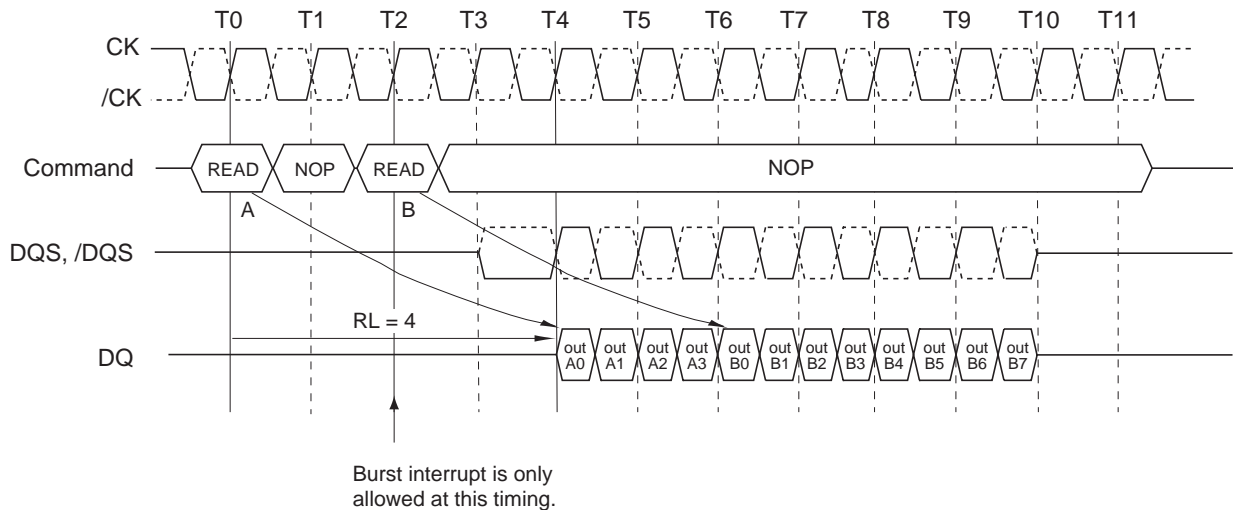 T0 T1 T2 T3 T4 T5 T6 T7 T8 T9 T10 T11
CK
/CK
Command READ NOP READ NOP
A B
DQS, /DQS
RL = 4
DQ
out out out out out out out out out out out out
A0 A1 A2 A3 B0 B1 B2 B3 B4 B5 B6 B7
Burst interrupt is only
allowed at this timing.